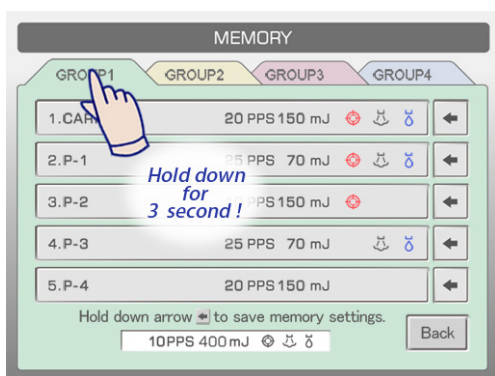 MEMORY
GROUP1 GROUP2 GROUP3 GROUP4
1.CAR 20 PPS 150 mJ
2.P-1 25 PPS 70 mJ
3.P-2 PPS 150 mJ
4.P-3 25 PPS 70 mJ
5.P-4 20 PPS 150 mJ
Hold down
for
3 second !
Hold down arrow to save memory settings.
10PPS 400mJ
Back